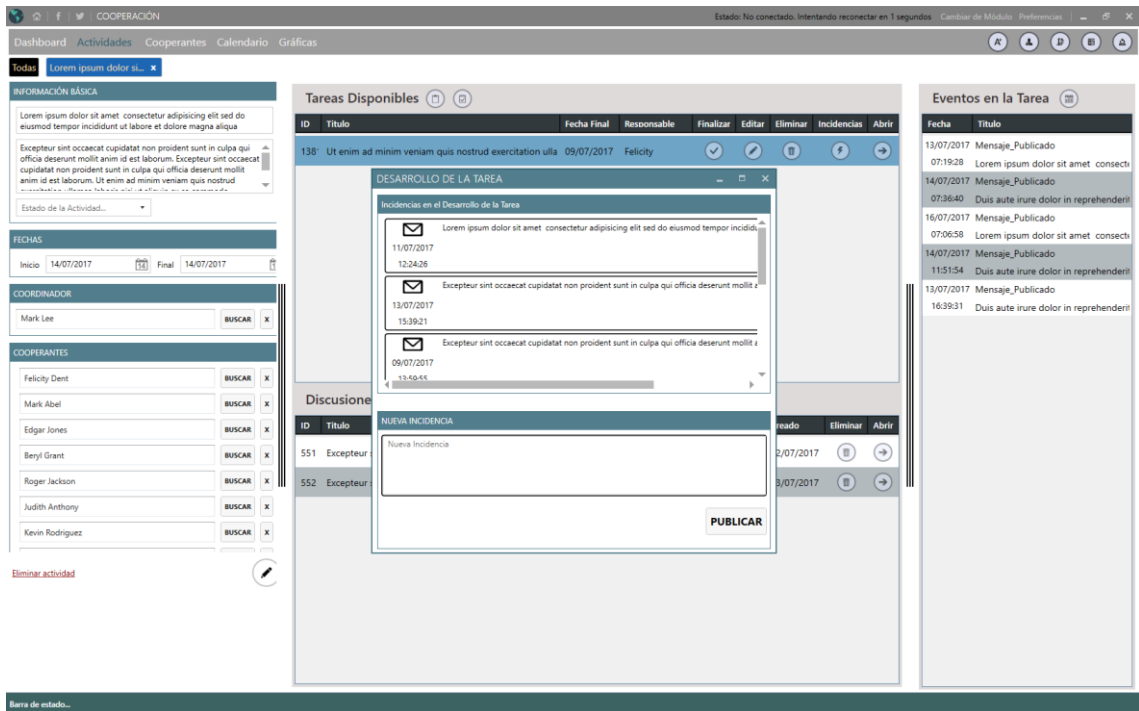 COOPERACIÓN
Estado: No conectado. Intentando reconectar en 1 segundos Cambiar de Módulo Preferencias
Dashboard Actividades Cooperantes Calendario Gráficas
Todas Lorem ipsum dolor si... x
INFORMACIÓN BÁSICA
Lorem ipsum dolor sit amet consectetur adipisicing elit sed do
eiusmod tempor incididunt ut labore et dolore magna aliqua
Excepteur sint occaecat cupidatat non proident sunt in culpa qui
officia deserunt mollit anim id est laborum. Excepteur sint occaecat
cupidatat non proident sunt in culpa qui officia deserunt mollit
anim id est laborum. Ut enim ad minim veniam quis nostrud
Estado de la Actividad...
FECHAS
Inicio 14/07/2017 Final 14/07/2017
COORDINADOR
Mark Lee BUSCAR X
COOPERANTES
Felicity Dent BUSCAR X
Mark Abel BUSCAR X
Edgar Jones BUSCAR X
Beryl Grant BUSCAR X
Roger Jackson BUSCAR X
Judith Anthony BUSCAR X
Kevin Rodriguez BUSCAR X
Eliminar actividad
Tareas Disponibles
ID Titulo Fecha Final Responsable Finalizar Editar Eliminar Incidencias Abrir
138 Ut enim ad minim veniam quis nostrud exercitation ulla 09/07/2017 Felicity
DESARROLLO DE LA TAREA
Incidencias en el Desarrollo de la Tarea
Lorem ipsum dolor sit amet consectetur adipisicing elit sed do eiusmod tempor incididu
11/07/2017
12:24:26
Excepteur sint occaecat cupidatat non proident sunt in culpa qui officia deserunt mollit a
13/07/2017
15:39:21
Excepteur sint occaecat cupidatat non proident sunt in culpa qui officia deserunt mollit a
09/07/2017
13:59:55
NUEVA INCIDENCIA
Nueva Incidencia
PUBLICAR
Discusione
ID Titulo reado Eliminar Abrir
551 Excepteur 2/07/2017
552 Excepteur 3/07/2017
Eventos en la Tarea
Fecha Titulo
13/07/2017 Mensaje_Publicado
07:19:28 Lorem ipsum dolor sit amet consecte
14/07/2017 Mensaje_Publicado
07:36:40 Duis aute irure dolor in reprehenderit
16/07/2017 Mensaje_Publicado
07:06:58 Lorem ipsum dolor sit amet consecte
14/07/2017 Mensaje_Publicado
11:51:54 Duis aute irure dolor in reprehenderit
13/07/2017 Mensaje_Publicado
16:39:31 Duis aute irure dolor in reprehenderit
Barra de estado...